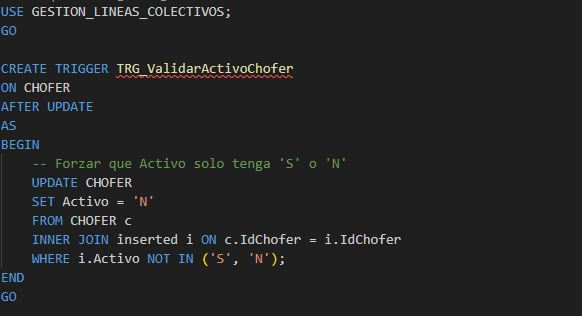 USE GESTION_LINEAS_COLECTIVOS;
GO
CREATE TRIGGER TRG_ValidarActivoChofer
ON CHOFER
AFTER UPDATE
AS
BEGIN
-- Forzar que Activo solo tenga 'S' o 'N'
UPDATE CHOFER
SET Activo = 'N'
FROM CHOFER c
INNER JOIN inserted i ON c.IdChofer = i.IdChofer
WHERE i.Activo NOT IN ('S', 'N');
END
GO